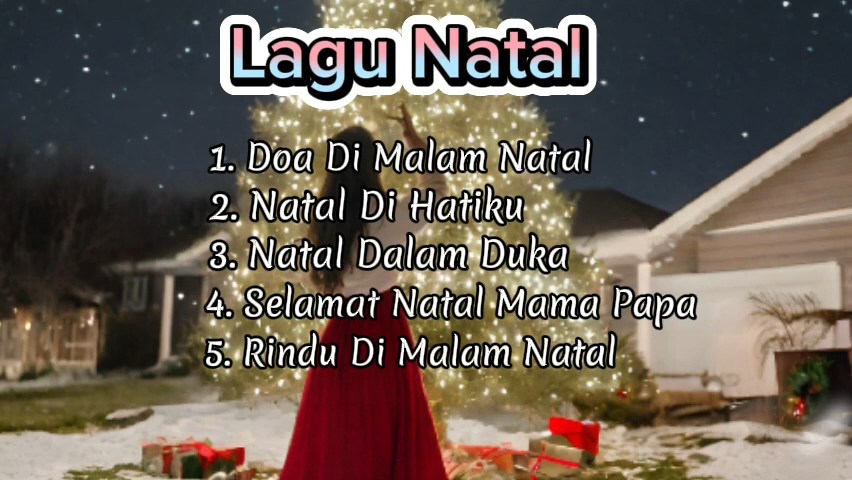 Lagu Natal
1. Doa Di Malam Natal
2. Natal Di Hatiku
3. Natal Dalam Duka
4. Selamat Natal Mama Papa
5. Rindu Di Malam Natal